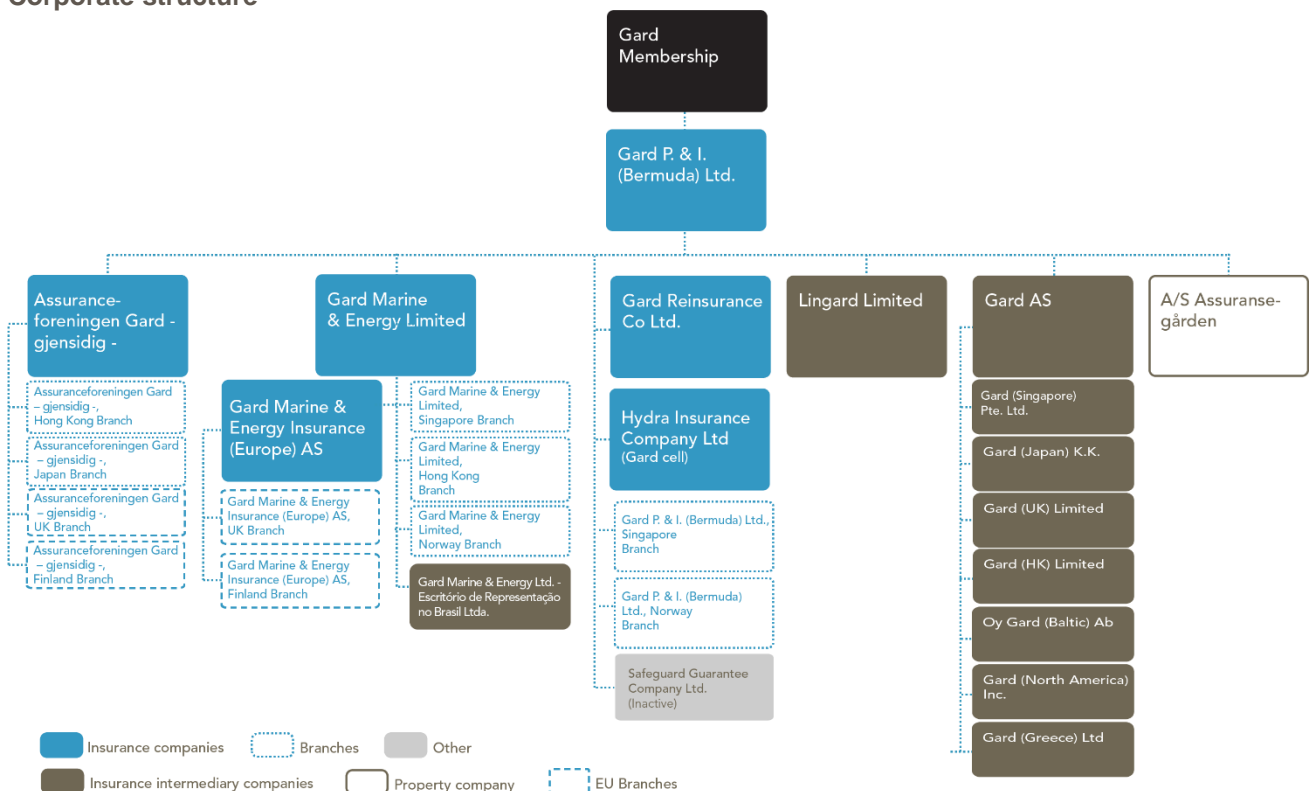 Corporate structure
Gard
Membership
Gard P. & I.
(Bermuda) Ltd.
Assurance-
foreningen Gard -
gjensidig -
Gard Marine
& Energy Limited
Gard Reinsurance
Co Ltd.
Lingard Limited
Gard AS
A/S Assuranse-
gården
Assuranceforeningen Gard
– gjensidig -,
Hong Kong Branch
Assuranceforeningen Gard
– gjensidig -,
Japan Branch
Assuranceforeningen Gard
– gjensidig -,
UK Branch
Assuranceforeningen Gard
– gjensidig -,
Finland Branch
Gard Marine &
Energy Insurance
(Europe) AS
Gard Marine & Energy
Insurance (Europe) AS,
UK Branch
Gard Marine & Energy
Insurance (Europe) AS,
Finland Branch
Gard Marine & Energy
Limited,
Singapore Branch
Gard Marine & Energy
Limited,
Hong Kong
Branch
Gard Marine & Energy
Limited,
Norway Branch
Gard Marine & Energy Ltd. -
Escritório de Representação
no Brasil Ltda.
Hydra Insurance
Company Ltd
(Gard cell)
Gard P. & I. (Bermuda) Ltd.,
Singapore
Branch
Gard P. & I. (Bermuda)
Ltd., Norway
Branch
Safeguard Guarantee
Company Ltd.
(Inactive)
Gard (Singapore)
Pte. Ltd.
Gard (Japan) K.K.
Gard (UK) Limited
Gard (HK) Limited
Oy Gard (Baltic) Ab
Gard (North America)
Inc.
Gard (Greece) Ltd
Insurance companies
Branches
Other
Insurance intermediary companies
Property company
EU Branches